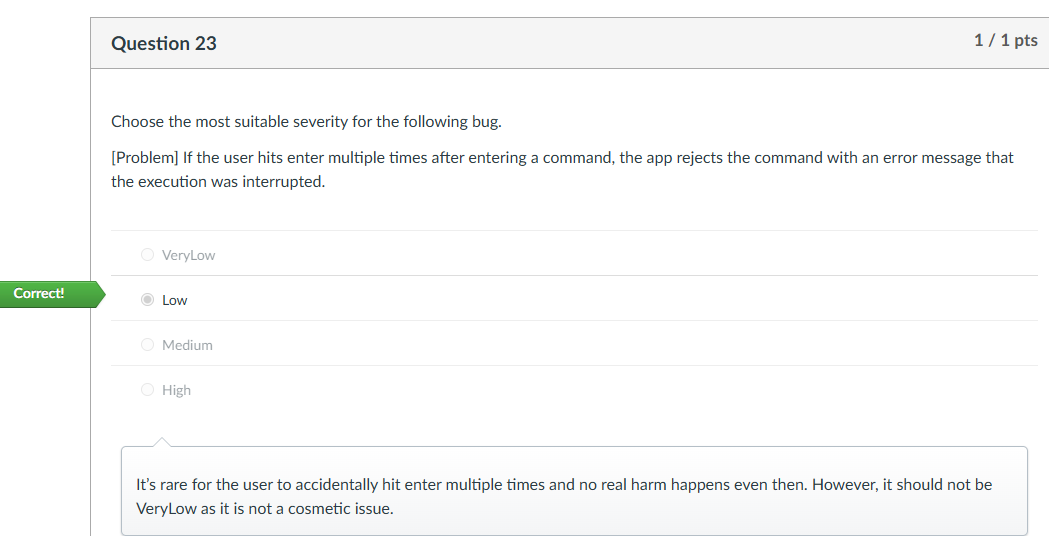 Question 23
1 / 1 pts
Choose the most suitable severity for the following bug.
[Problem] If the user hits enter multiple times after entering a command, the app rejects the command with an error message that
the execution was interrupted.
VeryLow
Correct!
Low
Medium
High
It’s rare for the user to accidentally hit enter multiple times and no real harm happens even then. However, it should not be
VeryLow as it is not a cosmetic issue.